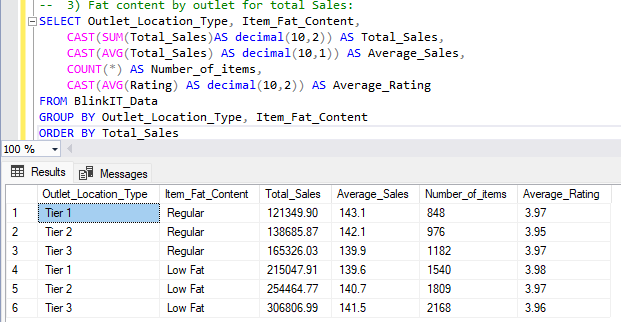 -- 3) Fat content by outlet for total Sales:
SELECT Outlet_Location_Type, Item_Fat_Content,
CAST(SUM(Total_Sales)AS decimal(10,2)) AS Total_Sales,
CAST(AVG(Total_Sales) AS decimal(10,1)) AS Average_Sales,
COUNT(*) AS Number_of_items,
CAST(AVG(Rating) AS decimal(10,2)) AS Average_Rating
FROM BlinkIT_Data
GROUP BY Outlet_Location_Type, Item_Fat_Content
ORDER BY Total_Sales
100 %
Results Messages
Outlet_Location_Type Item_Fat_Content Total_Sales Average_Sales Number_of_items Average_Rating
1 Tier 1 Regular 121349.90 143.1 848 3.97
2 Tier 2 Regular 138685.87 142.1 976 3.95
3 Tier 3 Regular 165326.03 139.9 1182 3.97
4 Tier 1 Low Fat 215047.91 139.6 1540 3.98
5 Tier 2 Low Fat 254464.77 140.7 1809 3.97
6 Tier 3 Low Fat 306806.99 141.5 2168 3.96